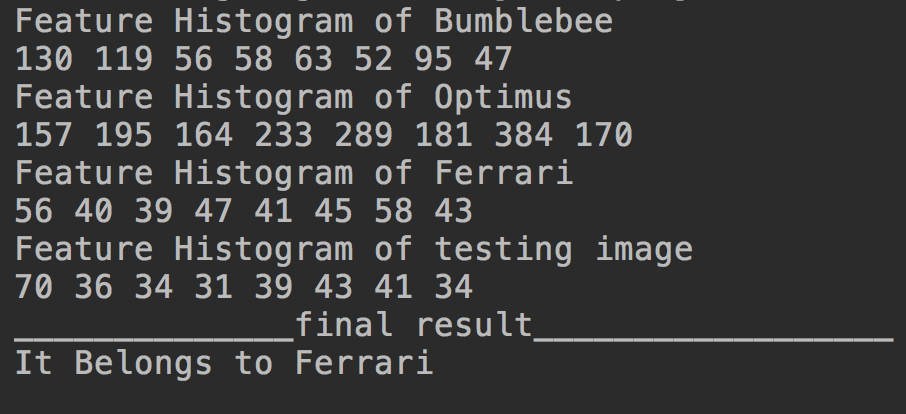 Feature Histogram of Bumblebee
130 119 56 58 63 52 95 47
Feature Histogram of Optimus
157 195 164 233 289 181 384 170
Feature Histogram of Ferrari
56 40 39 47 41 45 58 43
Feature Histogram of testing image
70 36 34 31 39 43 41 34
______________final result__________________
It Belongs to Ferrari